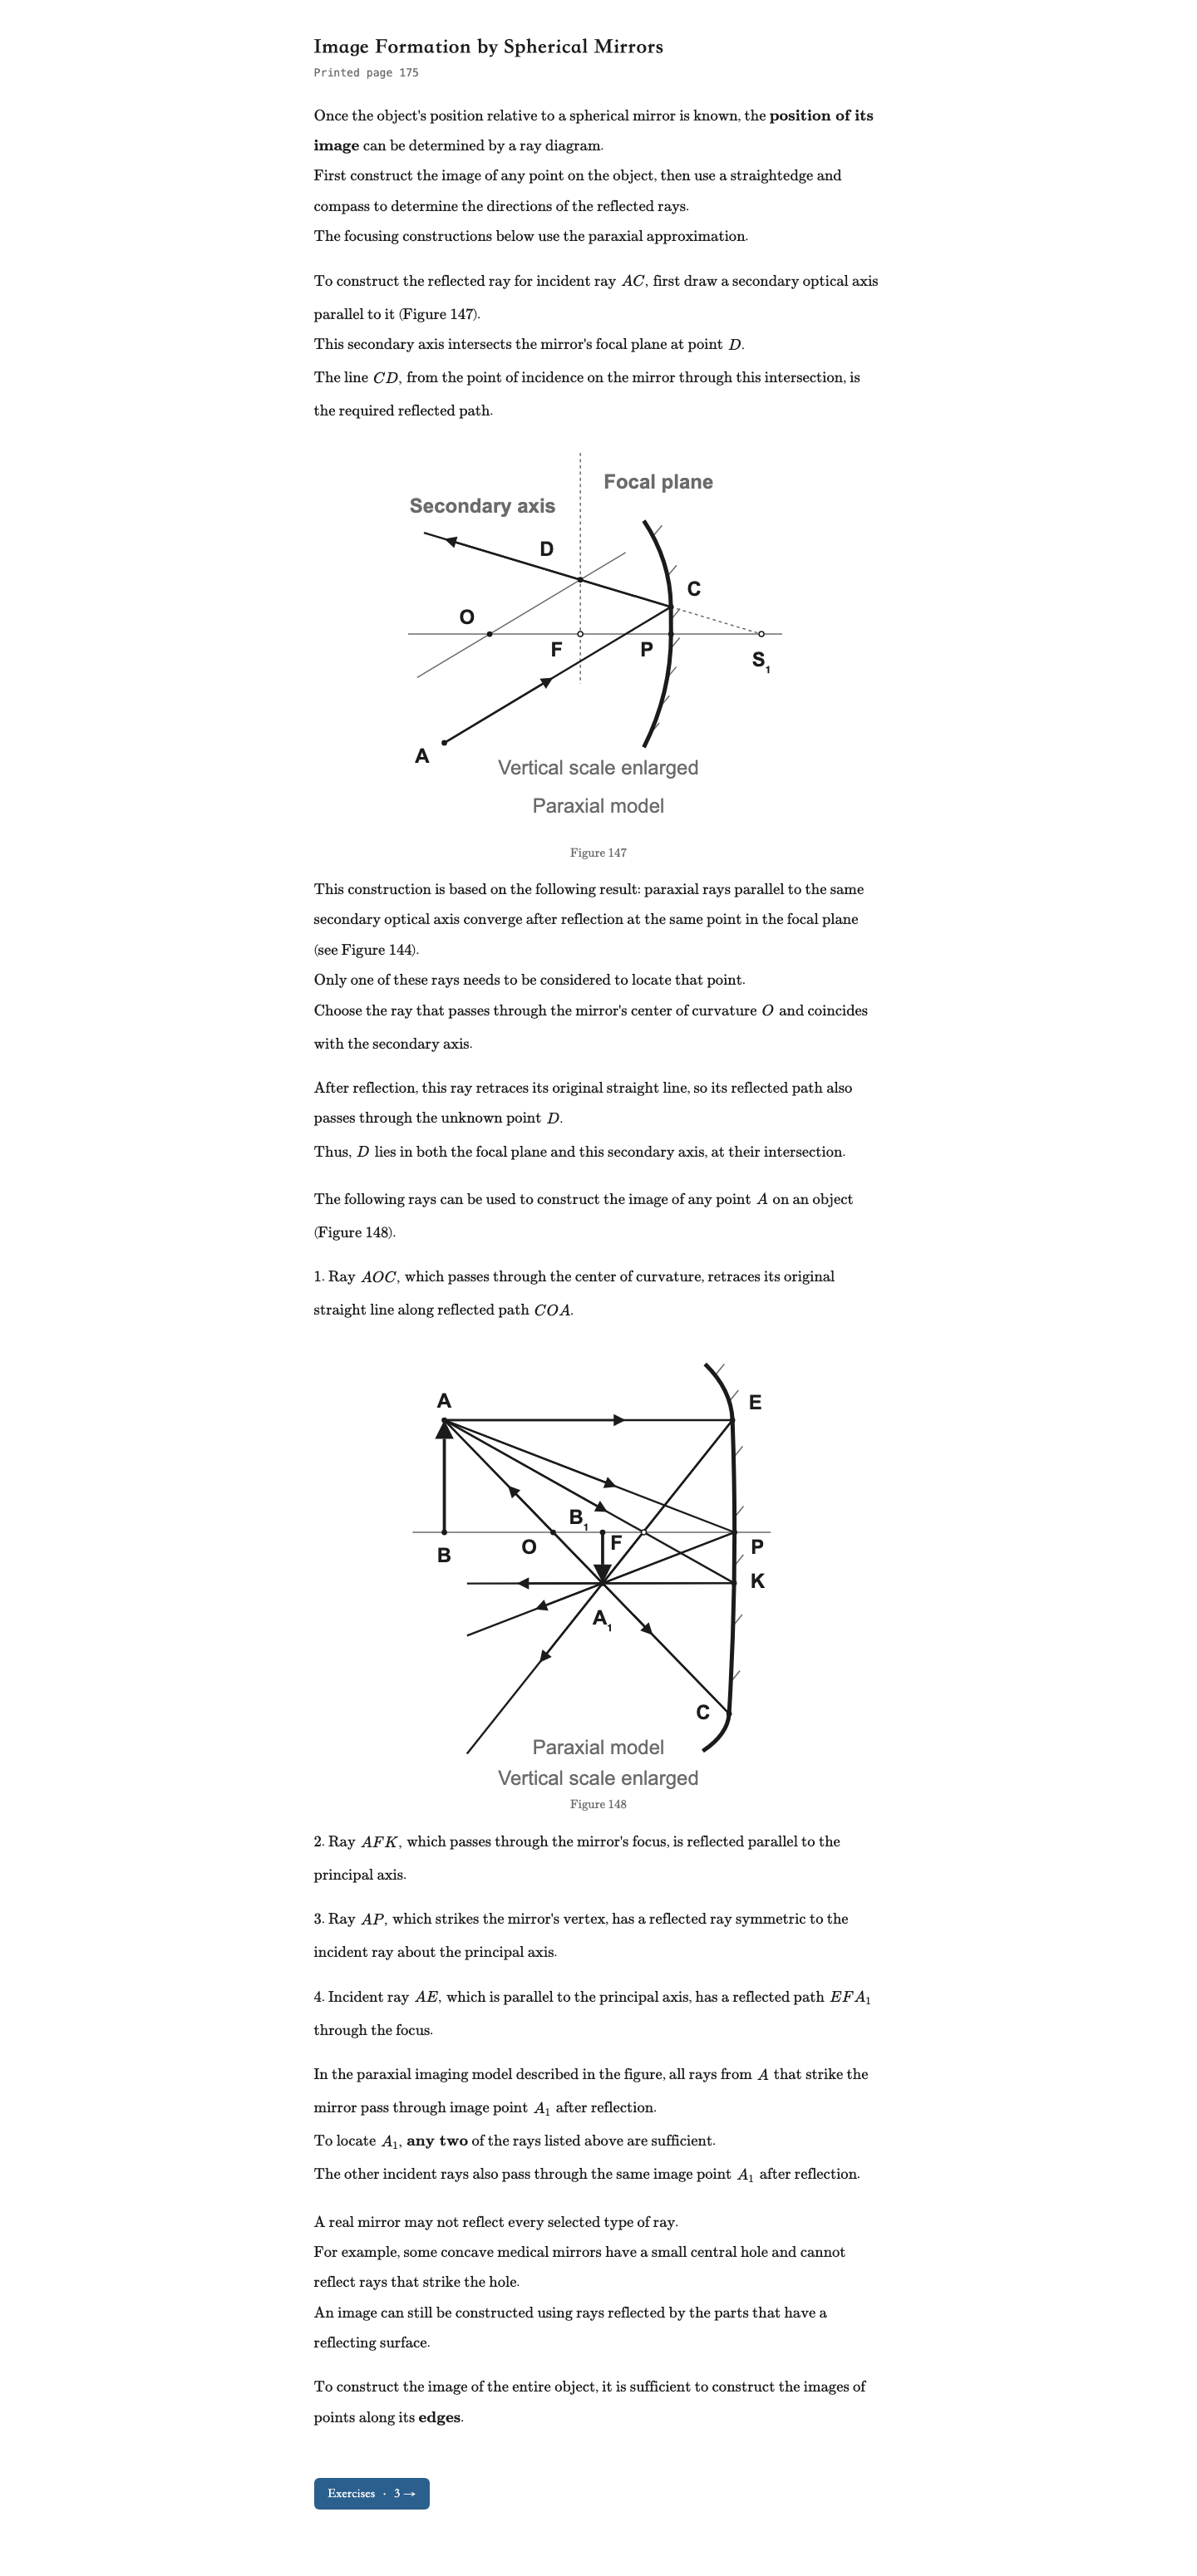 Image Formation by Spherical Mirrors
Printed page 175
Once the object's position relative to a spherical mirror is known, the position of its
image can be determined by a ray diagram.
First construct the image of any point on the object, then use a straightedge and
compass to determine the directions of the reflected rays.
The focusing constructions below use the paraxial approximation.
To construct the reflected ray for incident ray AC, first draw a secondary optical axis
parallel to it (Figure 147).
This secondary axis intersects the mirror's focal plane at point D.
The line CD, from the point of incidence on the mirror through this intersection, is
the required reflected path.
Focal plane
Secondary axis
D
C
O
F
P
S₁
A
Vertical scale enlarged
Paraxial model
Figure 147
This construction is based on the following result: paraxial rays parallel to the same
secondary optical axis converge after reflection at the same point in the focal plane
(see Figure 144).
Only one of these rays needs to be considered to locate that point.
Choose the ray that passes through the mirror's center of curvature O and coincides
with the secondary axis.
After reflection, this ray retraces its original straight line, so its reflected path also
passes through the unknown point D.
Thus, D lies in both the focal plane and this secondary axis, at their intersection.
The following rays can be used to construct the image of any point A on an object
(Figure 148).
1. Ray AOC, which passes through the center of curvature, retraces its original
straight line along reflected path COA.
A
E
B₁
F
B
O
P
K
A₁
C
Paraxial model
Vertical scale enlarged
Figure 148
2. Ray AFK, which passes through the mirror's focus, is reflected parallel to the
principal axis.
3. Ray AP, which strikes the mirror's vertex, has a reflected ray symmetric to the
incident ray about the principal axis.
4. Incident ray AE, which is parallel to the principal axis, has a reflected path EFA₁
through the focus.
In the paraxial imaging model described in the figure, all rays from A that strike the
mirror pass through image point A₁ after reflection.
To locate A₁, any two of the rays listed above are sufficient.
The other incident rays also pass through the same image point A₁ after reflection.
A real mirror may not reflect every selected type of ray.
For example, some concave medical mirrors have a small central hole and cannot
reflect rays that strike the hole.
An image can still be constructed using rays reflected by the parts that have a
reflecting surface.
To construct the image of the entire object, it is sufficient to construct the images of
points along its edges.
Exercises · 3 →